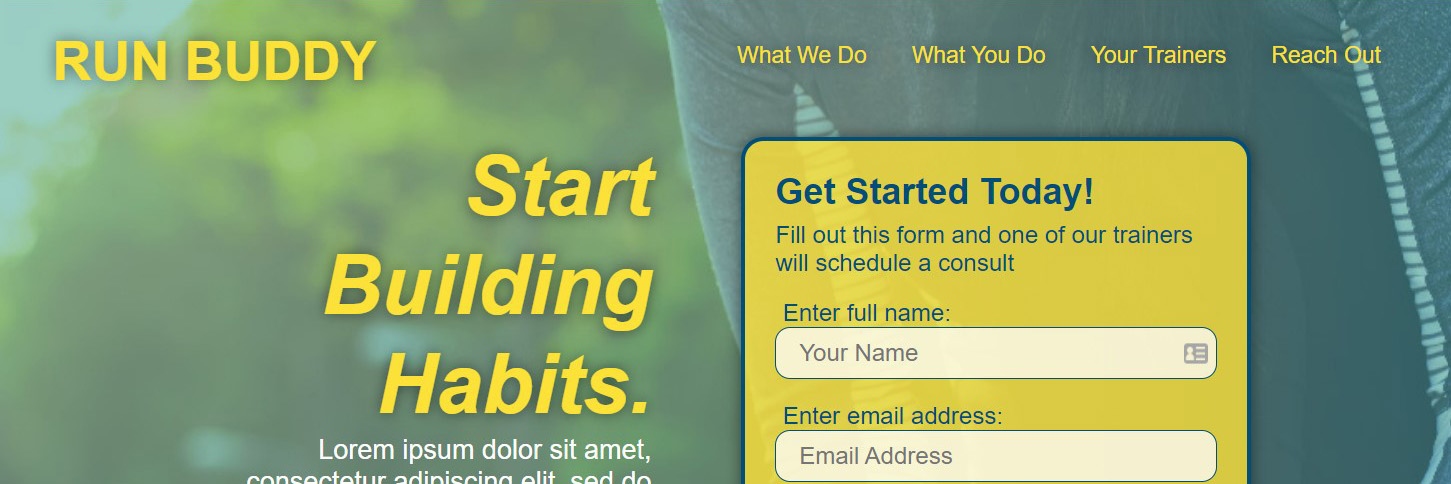 RUN BUDDY
What We Do
What You Do
Your Trainers
Reach Out
Start
Building
Habits.
Lorem ipsum dolor sit amet,
consectetur adipiscing elit, sed do
Get Started Today!
Fill out this form and one of our trainers
will schedule a consult
Enter full name:
Your Name
Enter email address:
Email Address